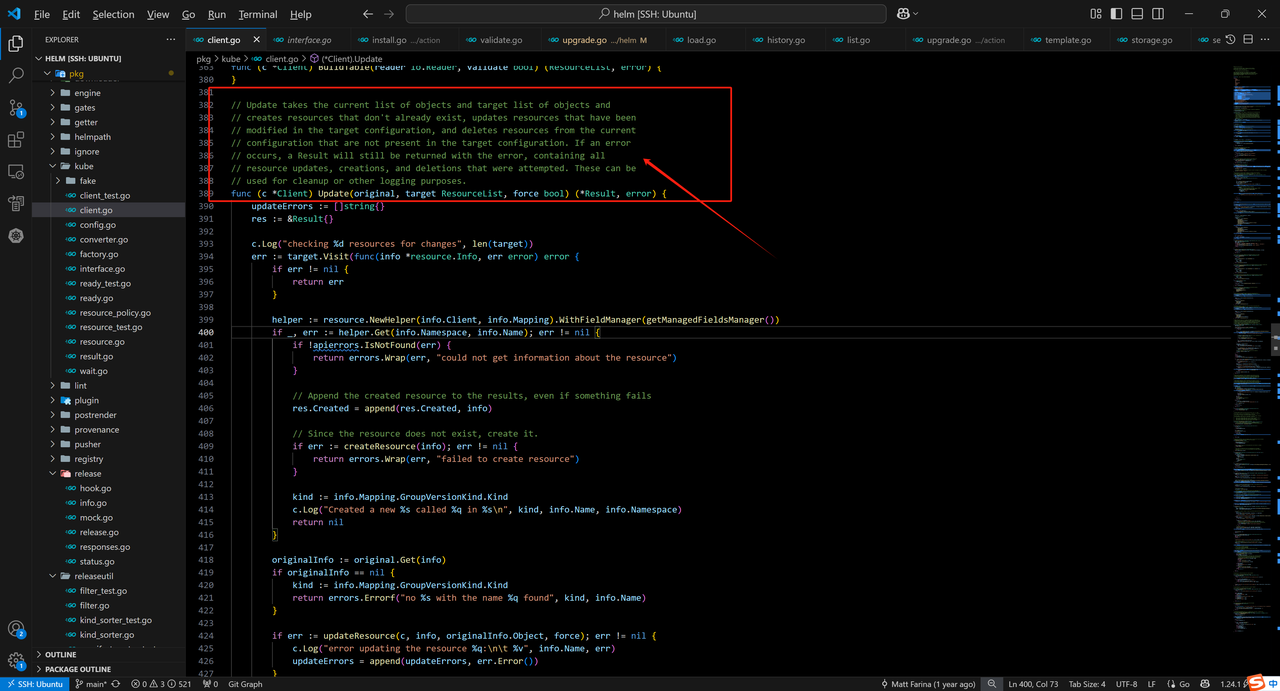 File Edit Selection View Go Run Terminal Help
helm [SSH: Ubuntu]
EXPLORER
HELM [SSH: UBUNTU]
pkg
engine
gates
getter
helmpath
ignore
kube
fake
client_test.go
client.go
config.go
converter.go
factory.go
interface.go
ready_test.go
ready.go
resource_policy.go
resource_test.go
resource.go
result.go
wait.go
lint
plugin
postrender
provenance
pusher
registry
release
hook.go
info.go
mock.go
release.go
responses.go
status.go
releaseutil
filter_test.go
filter.go
kind_sorter_test.go
kind_sorter.go
OUTLINE
PACKAGE OUTLINE
client.go interface.go install.go .../action validate.go upgrade.go .../helm M load.go history.go list.go upgrade.go .../action template.go storage.go se
pkg > kube > client.go > (*Client).Update
363 func (c *Client) BuildTable(reader io.Reader, validate bool) (ResourceList, error) {
380 }
381
382 // Update takes the current list of objects and target list of objects and
383 // creates resources that don't already exist, updates resources that have been
384 // modified in the target configuration, and deletes resources from the current
385 // configuration that are not present in the target configuration. If an error
386 // occurs, a Result will still be returned with the error, containing all
387 // resource updates, creations, and deletions that were attempted. These can be
388 // used for cleanup or other logging purposes.
389 func (c *Client) Update(original, target ResourceList, force bool) (*Result, error) {
390 updateErrors := []string{}
391 res := &Result{}
392
393 c.Log("checking %d resources for changes", len(target))
394 err := target.Visit(func(info *resource.Info, err error) error {
395 if err != nil {
396 return err
397 }
398
399 helper := resource.NewHelper(info.Client, info.Mapping).WithFieldManager(getManagedFieldsManager())
400 if _, err := helper.Get(info.Namespace, info.Name); err != nil {
401 if !apierrors.IsNotFound(err) {
402 return errors.Wrap(err, "could not get information about the resource")
403 }
404
405 // Append the created resource to the results, even if something fails
406 res.Created = append(res.Created, info)
407
408 // Since the resource does not exist, create it.
409 if err := createResource(info); err != nil {
410 return errors.Wrap(err, "failed to create resource")
411 }
412
413 kind := info.Mapping.GroupVersionKind.Kind
414 c.Log("Created a new %s called %q in %s\n", kind, info.Name, info.Namespace)
415 return nil
416 }
417
418 originalInfo := original.Get(info)
419 if originalInfo == nil {
420 kind := info.Mapping.GroupVersionKind.Kind
421 return errors.Errorf("no %s with the name %q found", kind, info.Name)
422 }
423
424 if err := updateResource(c, info, originalInfo.Object, force); err != nil {
425 c.Log("error updating the resource %q:\n\t %v", info.Name, err)
426 updateErrors = append(updateErrors, err.Error())
427 }
SSH: Ubuntu main* 0 3 521 0 Git Graph Matt Farina (1 year ago) Ln 400, Col 73 Tab Size: 4 UTF-8 LF Go 1.24.1 中